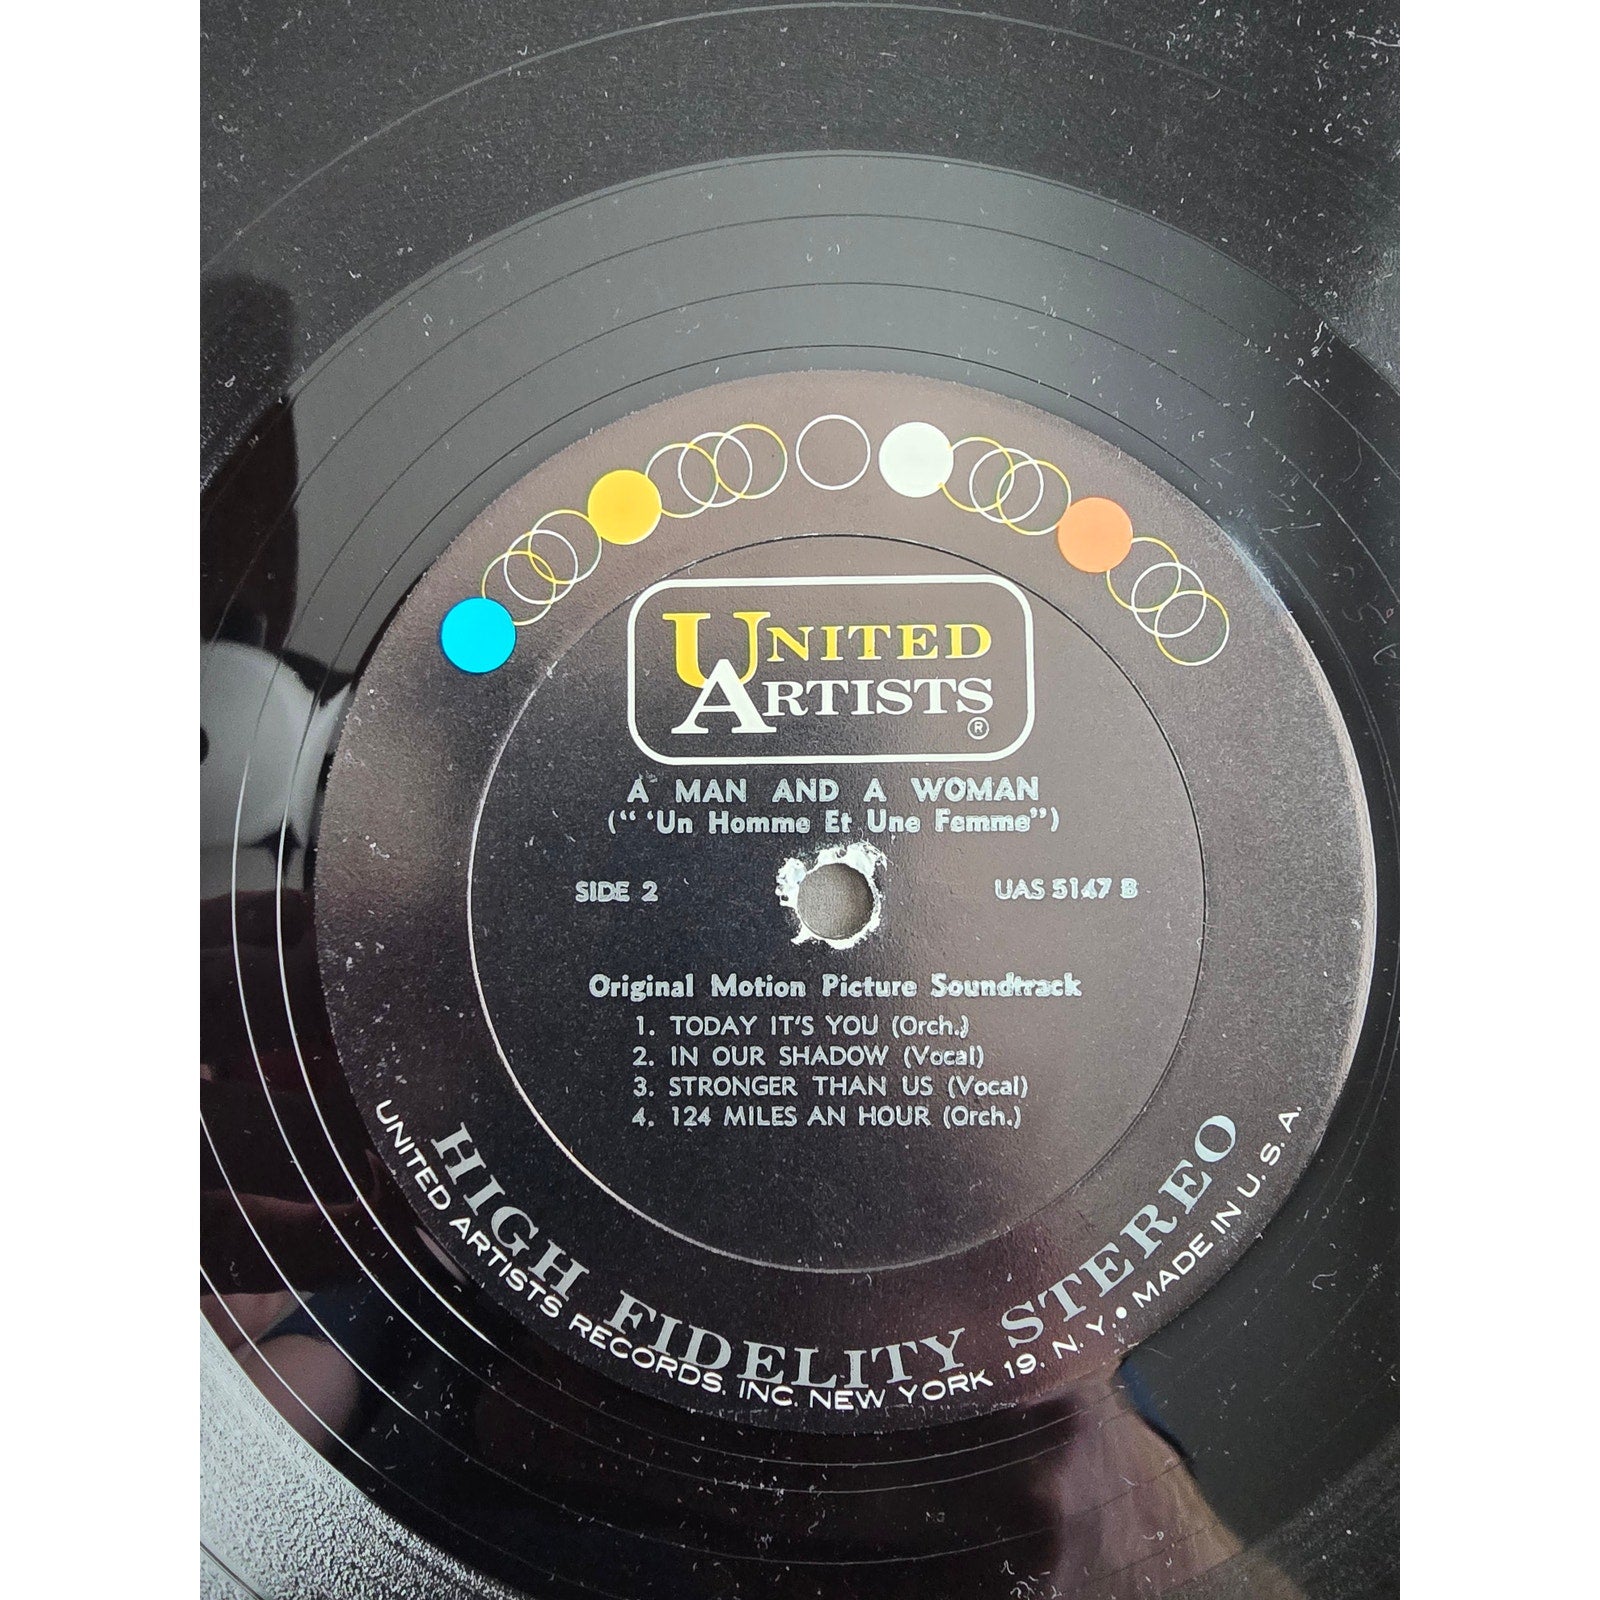 UNITED
ARTISTS
®
A MAN AND A WOMAN
(“ ‘Un Homme Et Une Femme”)
SIDE 2
UAS 5147 B
Original Motion Picture Soundtrack
1. TODAY IT'S YOU (Orch.)
2. IN OUR SHADOW (Vocal)
3. STRONGER THAN US (Vocal)
4. 124 MILES AN HOUR (Orch.)
HIGH FIDELITY STEREO
UNITED ARTISTS RECORDS, INC. NEW YORK 19, N. Y. • MADE IN U. S. A.